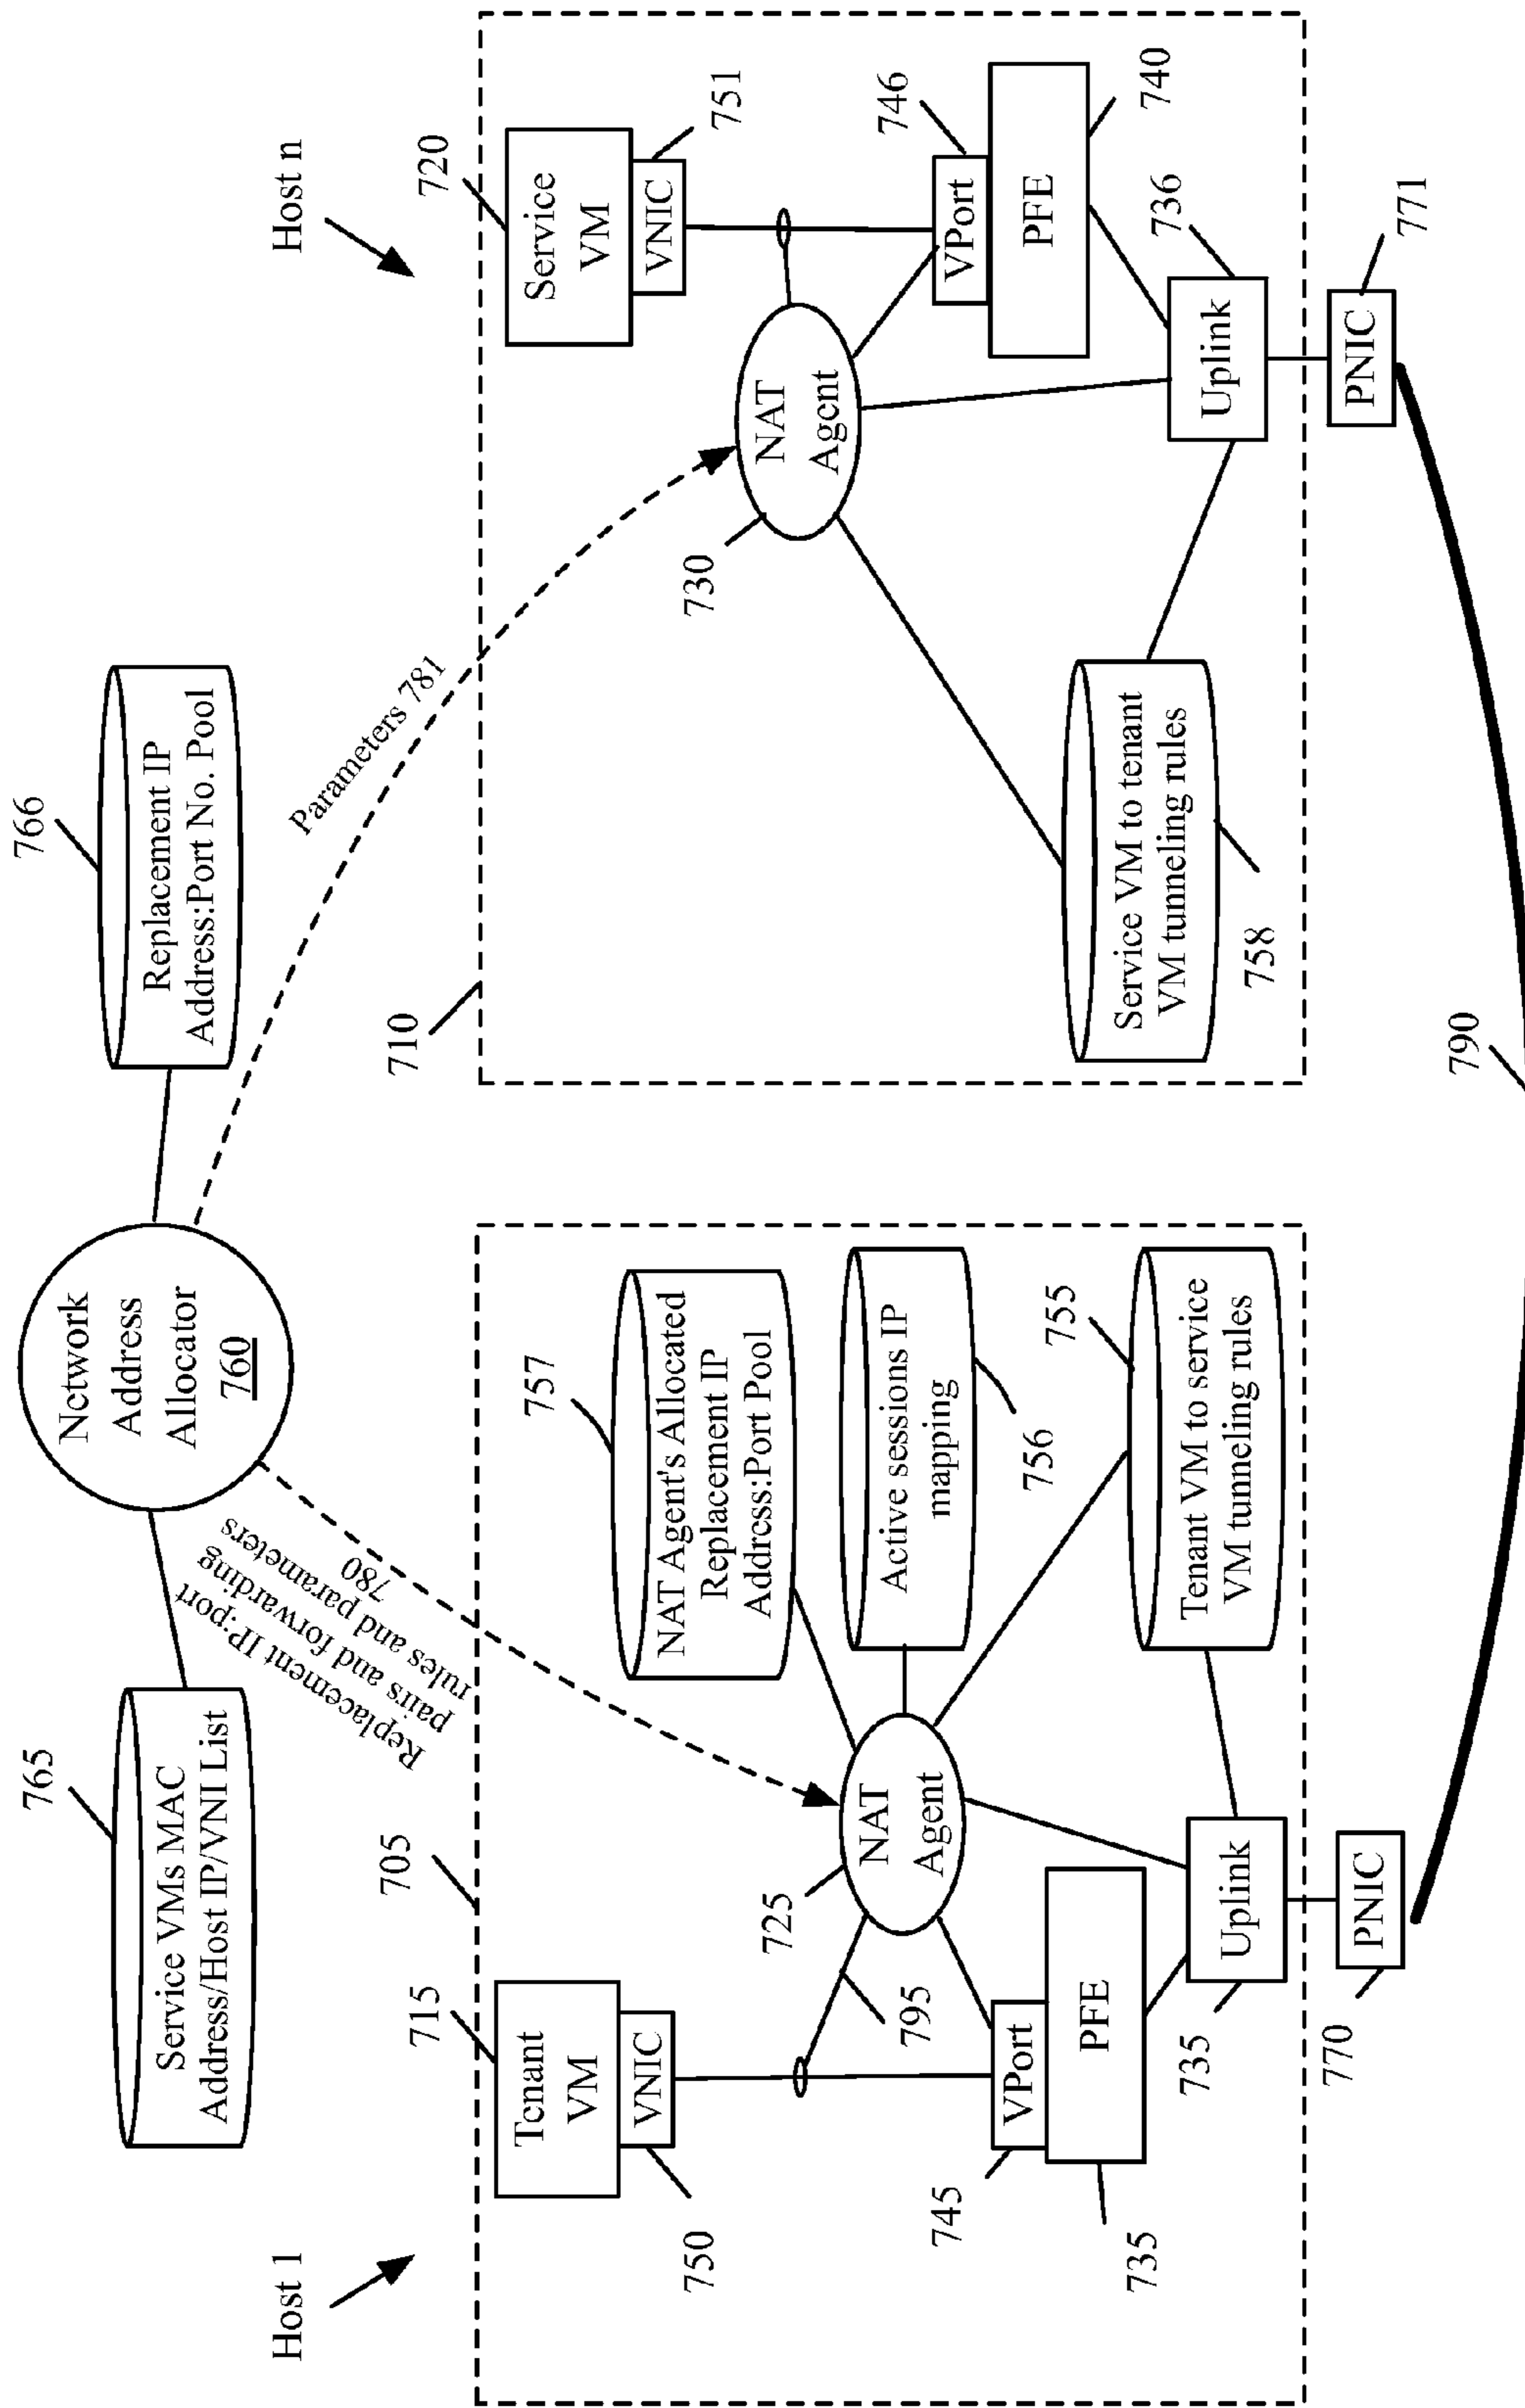 Network
Address
Allocator
760
765
Service VMs MAC
Address/Host IP/VNI List
766
Replacement IP
Address:Port No. Pool
Replacement IP:port
pairs and forwarding
rules and parameters
780
Parameters 781
Host 1
705
715
Tenant
VM
VNIC
750
795
725
NAT
Agent
757
NAT Agent's Allocated
Replacement IP
Address:Port Pool
Active sessions IP
mapping
756
755
Tenant VM to service
VM tunneling rules
VPort
745
PFE
735
Uplink
735
PNIC
770
Host n
710
720
Service
VM
VNIC
751
730
NAT
Agent
VPort
746
PFE
740
Uplink
736
Service VM to tenant
VM tunneling rules
758
PNIC
771
790